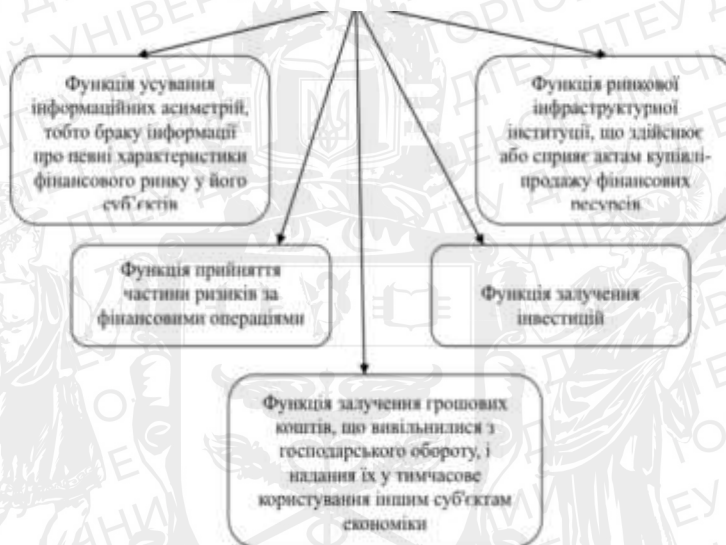 Функція усування
інформаційних асиметрій,
тобто браку інформації
про певні характеристики
фінансового ринку у його
суб'єктів
Функція ринкової
інфраструктурної
інституції, що здійснює
або сприяє актам купівлі-
продажу фінансових
ресурсів
Функція прийняття
частини ризиків за
фінансовими операціями
Функція залучення
інвестицій
Функція залучення грошових
коштів, що вивільнилися з
господарського обороту, і
надання їх у тимчасове
користування іншим суб'єктам
економіки